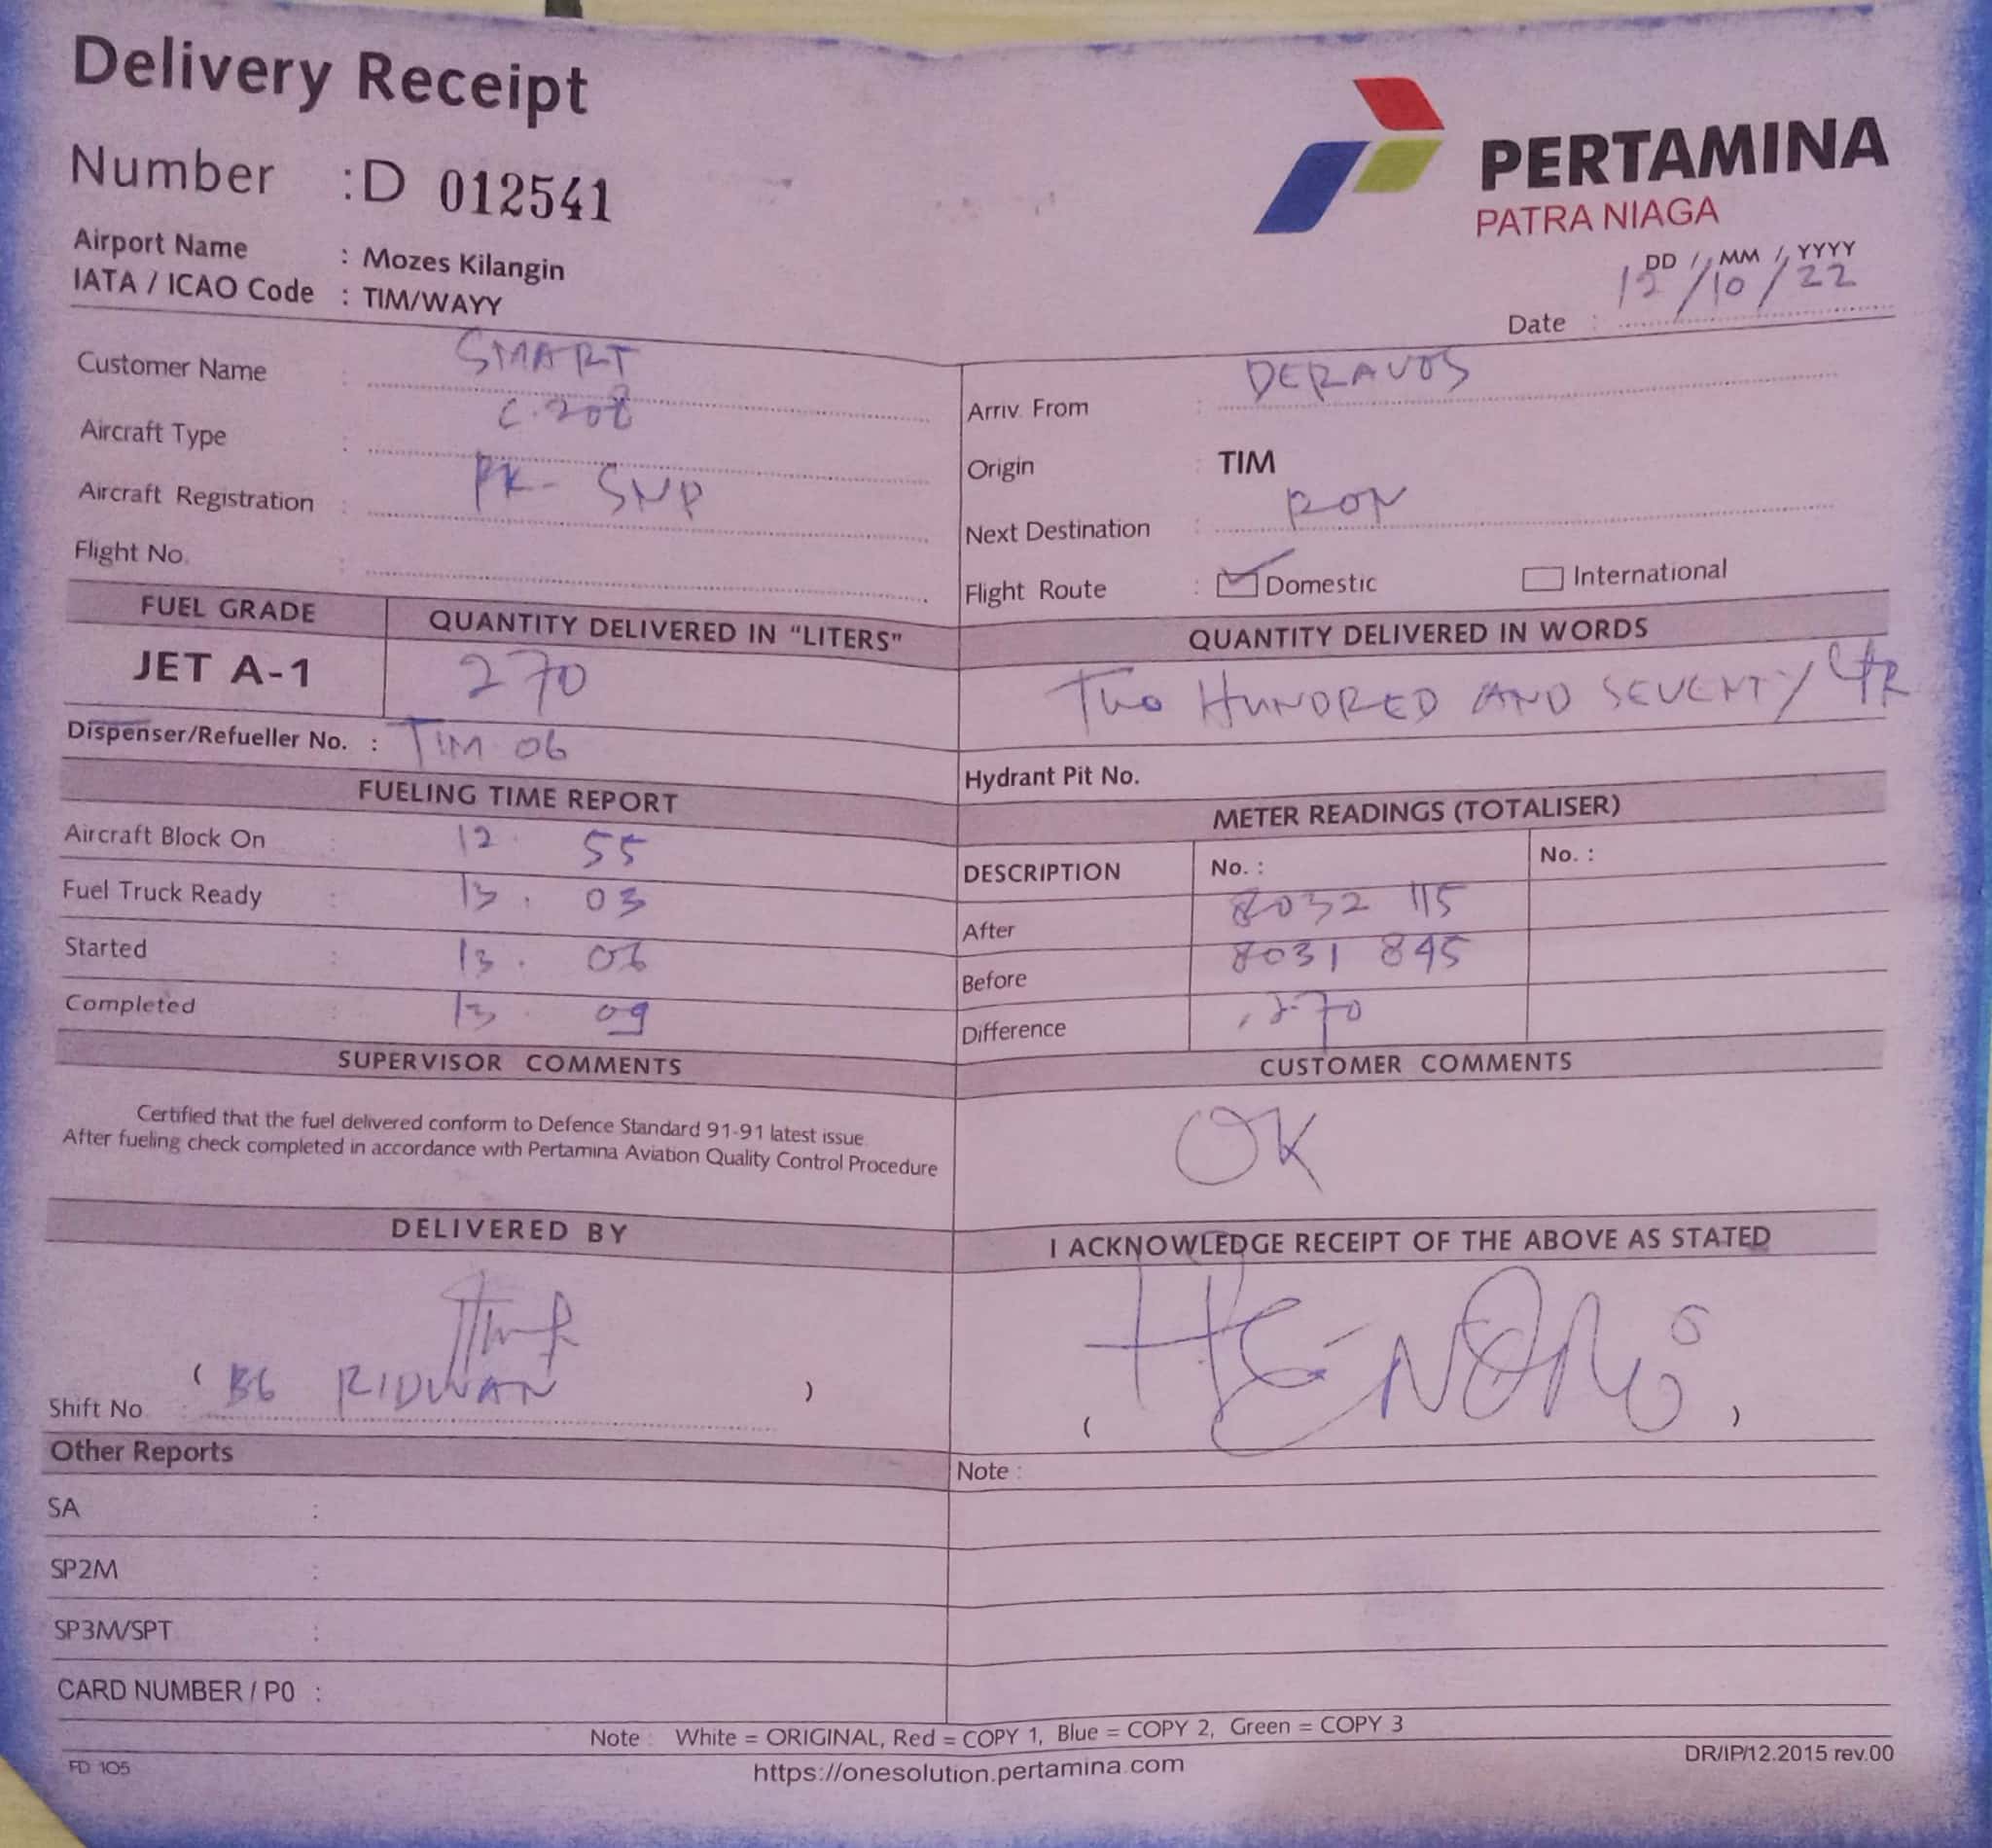 Delivery Receipt
Number : D 012541
Airport Name : Mozes Kilangin
IATA / ICAO Code : TIM/WAYY
PERTAMINA
PATRA NIAGA
DD / MM / YYYY
Date : 12/10/22
Customer Name : SMART
Aircraft Type : C.208
Aircraft Registration : PK- SNP
Flight No. :
Arriv. From :
Origin : TIM
Next Destination : RON
Flight Route : Domestic International
FUEL GRADE QUANTITY DELIVERED IN "LITERS" QUANTITY DELIVERED IN WORDS
JET A-1 270 Two HUNDRED AND SEVENTY / LTR
Dispenser/Refueller No. : TIM 06
Hydrant Pit No.
FUELING TIME REPORT
Aircraft Block On : 12. 55
Fuel Truck Ready : 13. 03
Started : 13. 06
Completed : 13. 09
METER READINGS (TOTALISER)
DESCRIPTION No. : No. :
After 8032 115
Before 8031 845
Difference 270
SUPERVISOR COMMENTS
Certified that the fuel delivered conform to Defence Standard 91-91 latest issue
After fueling check completed in accordance with Pertamina Aviation Quality Control Procedure
CUSTOMER COMMENTS
OK
DELIVERED BY
Shift No : ( B6 RIDWAN )
I ACKNOWLEDGE RECEIPT OF THE ABOVE AS STATED
( )
Other Reports
SA :
SP2M :
SP3M/SPT :
CARD NUMBER / P0 :
Note :
Note : White = ORIGINAL, Red = COPY 1, Blue = COPY 2, Green = COPY 3
FD 105
https://onesolution.pertamina.com
DR/IP/12.2015 rev.00